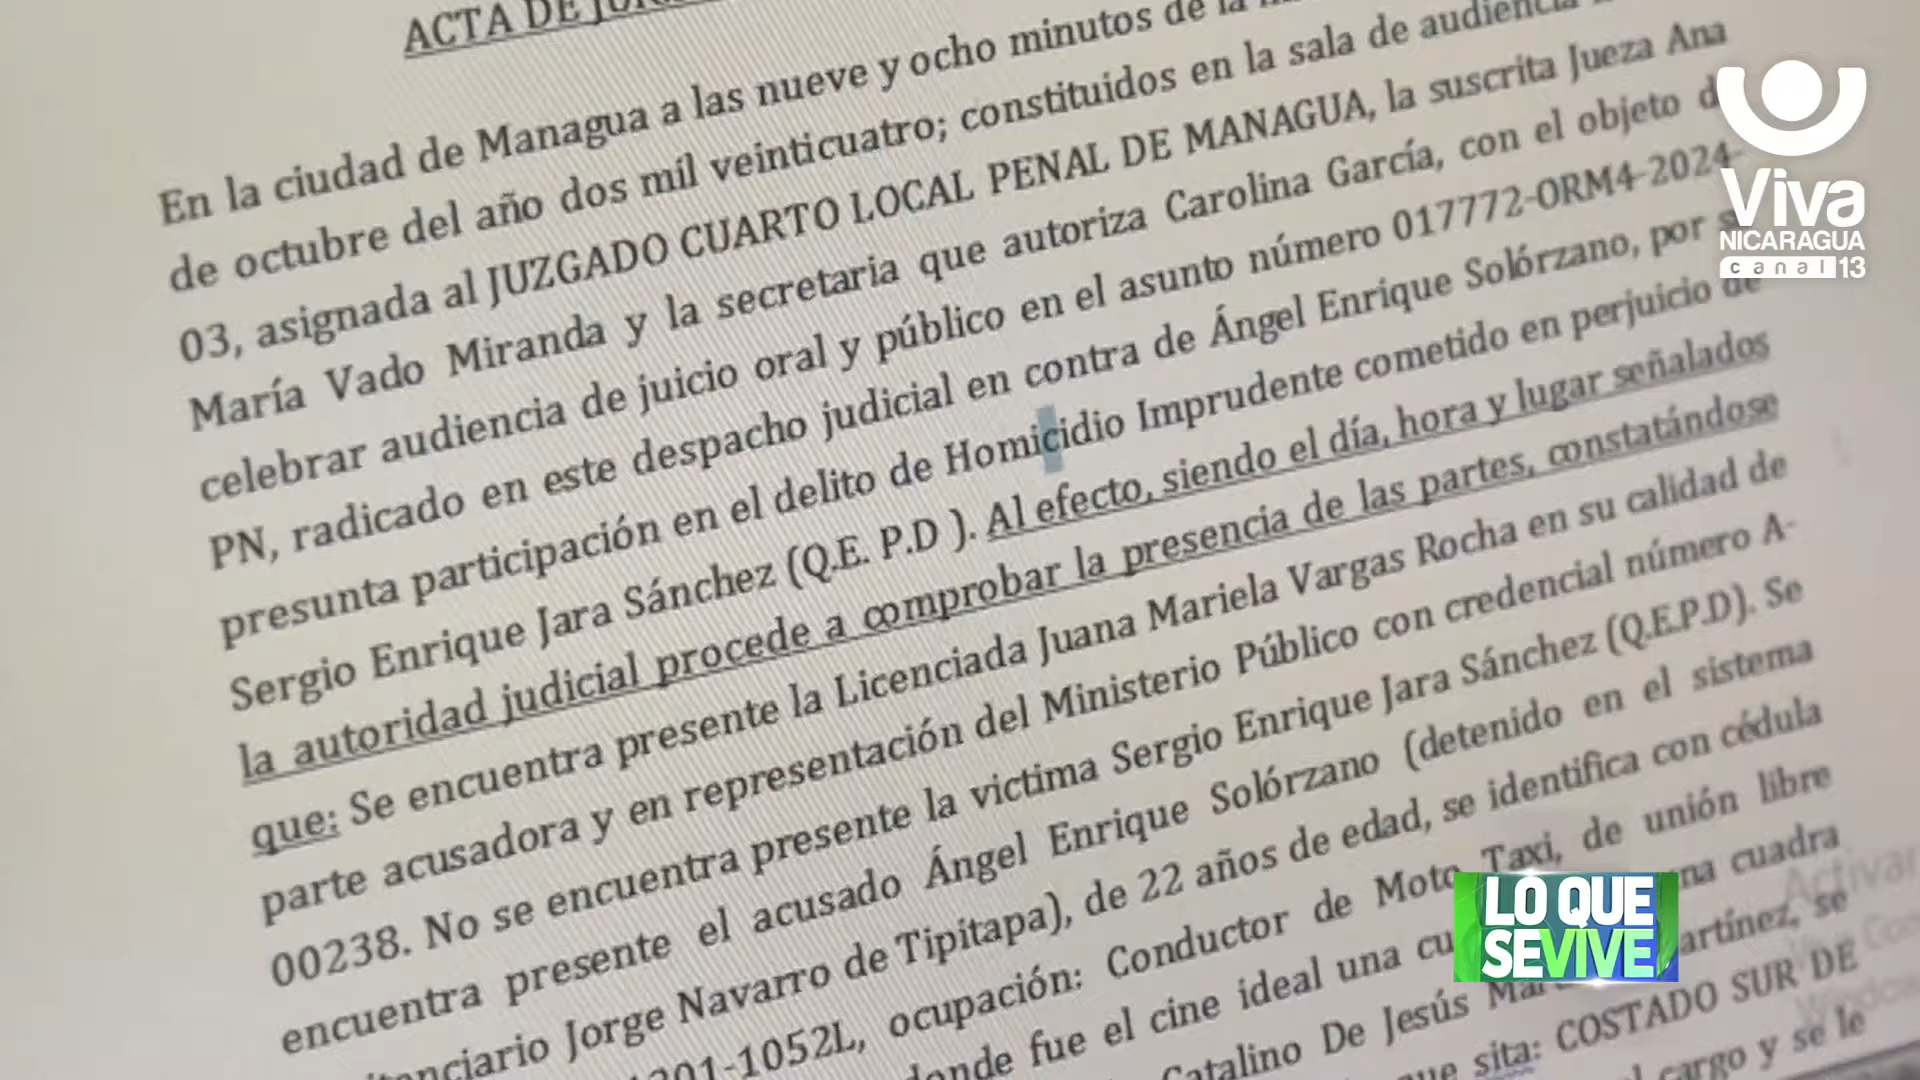 ACTA DE
En la ciudad de Managua a las nueve y ocho minutos de la
de octubre del año dos mil veinticuatro; constituidos en la sala de audiencia
03, asignada al JUZGADO CUARTO LOCAL PENAL DE MANAGUA, la suscrita Jueza Ana
María Vado Miranda y la secretaria que autoriza Carolina García, con el objeto
celebrar audiencia de juicio oral y público en el asunto número 017772-ORM4-2024-
PN, radicado en este despacho judicial en contra de Ángel Enrique Solórzano, por
presunta participación en el delito de Homicidio Imprudente cometido en perjuicio de
Sergio Enrique Jara Sánchez (Q.E. P.D ). Al efecto, siendo el día, hora y lugar señalados
la autoridad judicial procede a comprobar la presencia de las partes, constatándose
que: Se encuentra presente la Licenciada Juana Mariela Vargas Rocha en su calidad de
parte acusadora y en representación del Ministerio Público con credencial número A-
00238. No se encuentra presente la victima Sergio Enrique Jara Sánchez (Q.E.P.D). Se
encuentra presente el acusado Ángel Enrique Solórzano (detenido en el sistema
Jorge Navarro de Tipitapa), de 22 años de edad, se identifica con cédula
1052L, ocupación: Conductor de Moto Taxi, de unión libre
fue el cine ideal una cuadra
Catalino De Jesús se
sita: COSTADO SUR DE
cargo y se le
Viva
NICARAGUA
canal 13
LO QUE
SE VIVE
Activar